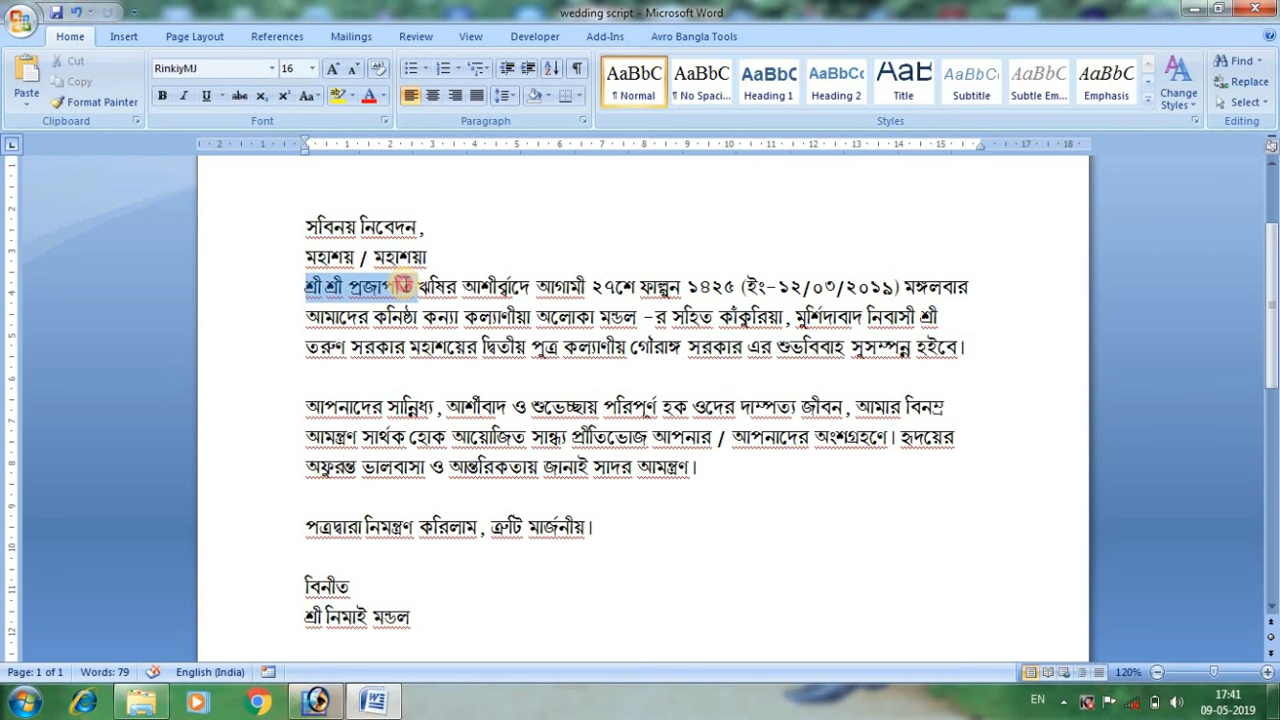 wedding script - Microsoft Word
Home Insert Page Layout References Mailings Review View Developer Add-Ins Avro Bangla Tools
Paste
Cut
Copy
Format Painter
Clipboard
RinkiyMJ 16
B I U abc x₂ x² Aa
Font
Paragraph
AaBbC AaBbC AaBbC AaBbC AaB AaBbC AaBbC AaBbC
¶ Normal ¶ No Spaci... Heading 1 Heading 2 Title Subtitle Subtle Em... Emphasis
Styles
Change Styles
Find
Replace
Select
Editing
সবিনয় নিবেদন,
মহাশয় / মহাশয়া
শ্রী শ্রী প্রজাপতি ঋষির আশীর্ব্বাদে আগামী ২৭শে ফাল্গুন ১৪২৫ (ইং-১২/০৩/২০১৯) মঙ্গলবার
আমাদের কনিষ্ঠা কন্যা কল্যাণীয়া অলোকা মন্ডল -র সহিত কাঁকুরিয়া, মুর্শিদাবাদ নিবাসী শ্রী
তরুণ সরকার মহাশয়ের দ্বিতীয় পুত্র কল্যাণীয় গৌরাঙ্গ সরকার এর শুভবিবাহ সুসম্পন্ন হইবে।
আপনাদের সান্নিধ্য, আর্শীবাদ ও শুভেচ্ছায় পরিপূর্ণ হক ওদের দাম্পত্য জীবন, আমার বিনম্র
আমন্ত্রণ সার্থক হোক আয়োজিত সান্ধ্য প্রীতিভোজ আপনার / আপনাদের অংশগ্রহণে। হৃদয়ের
অফুরন্ত ভালবাসা ও আন্তরিকতায় জানাই সাদর আমন্ত্রণ।
পত্রদ্বারা নিমন্ত্রণ করিলাম, ত্রুটি মার্জনীয়।
বিনীত
শ্রী নিমাই মন্ডল
Page: 1 of 1 Words: 79 English (India) 120%
EN 17:41
09-05-2019